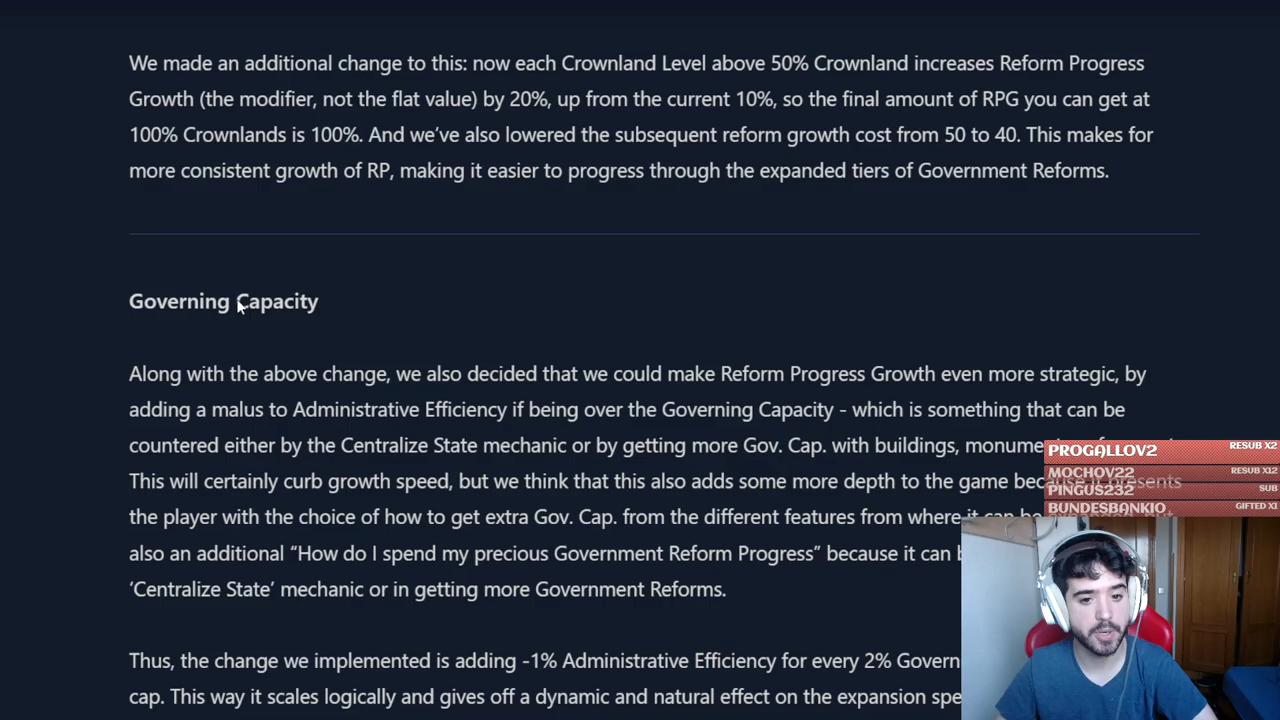 We made an additional change to this: now each Crownland Level above 50% Crownland increases Reform Progress
Growth (the modifier, not the flat value) by 20%, up from the current 10%, so the final amount of RPG you can get at
100% Crownlands is 100%. And we’ve also lowered the subsequent reform growth cost from 50 to 40. This makes for
more consistent growth of RP, making it easier to progress through the expanded tiers of Government Reforms.
Governing Capacity
Along with the above change, we also decided that we could make Reform Progress Growth even more strategic, by
adding a malus to Administrative Efficiency if being over the Governing Capacity - which is something that can be
countered either by the Centralize State mechanic or by getting more Gov. Cap. with buildings,
This will certainly curb growth speed, but we think that this also adds some more depth to the game
the player with the choice of how to get extra Gov. Cap. from the different features from where it can
also an additional “How do I spend my precious Government Reform Progress” because it can
‘Centralize State’ mechanic or in getting more Government Reforms.
Thus, the change we implemented is adding -1% Administrative Efficiency for every 2%
cap. This way it scales logically and gives off a dynamic and natural effect on the expansion
PROGALLOV2 RESUB X2
MOCHOV22 RESUB X12
PINGUS232 SUB
BUNDESBANKIO GIFTED X1